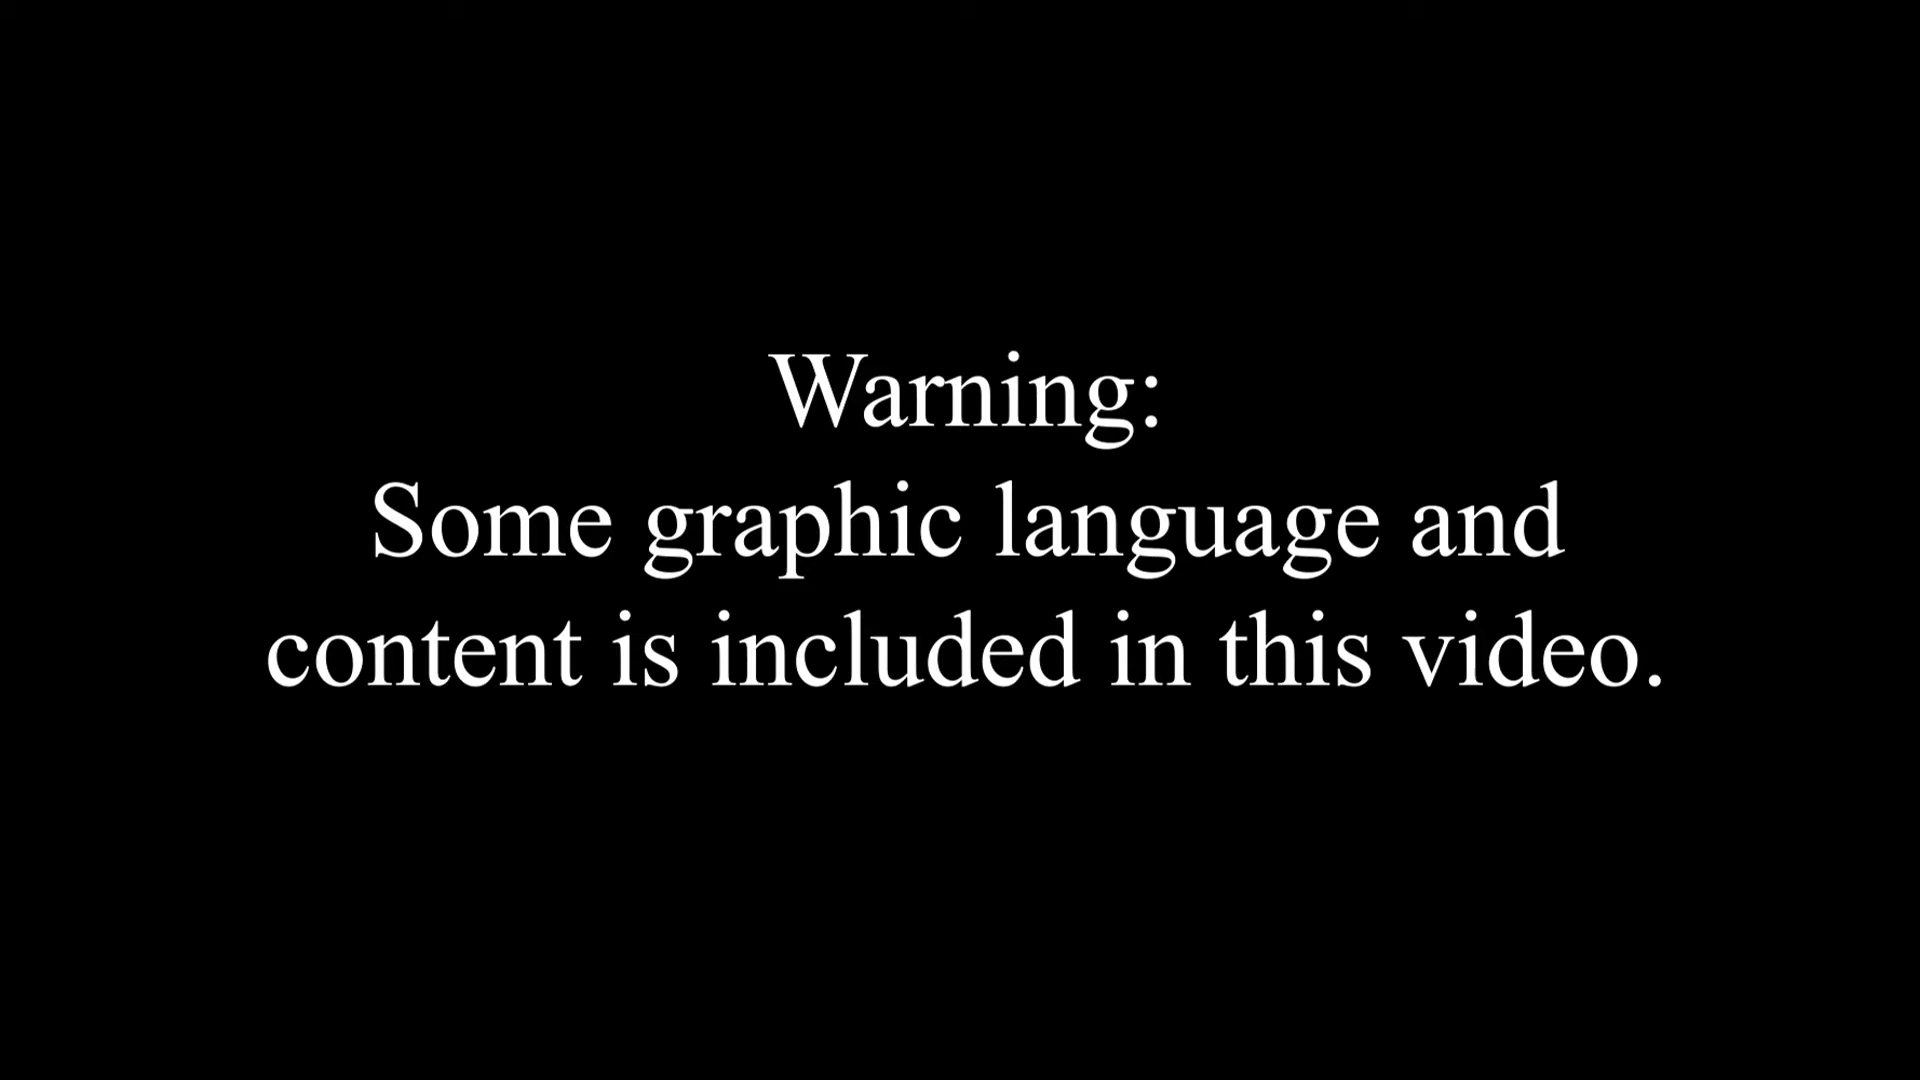 Warning:
Some graphic language and
content is included in this video.